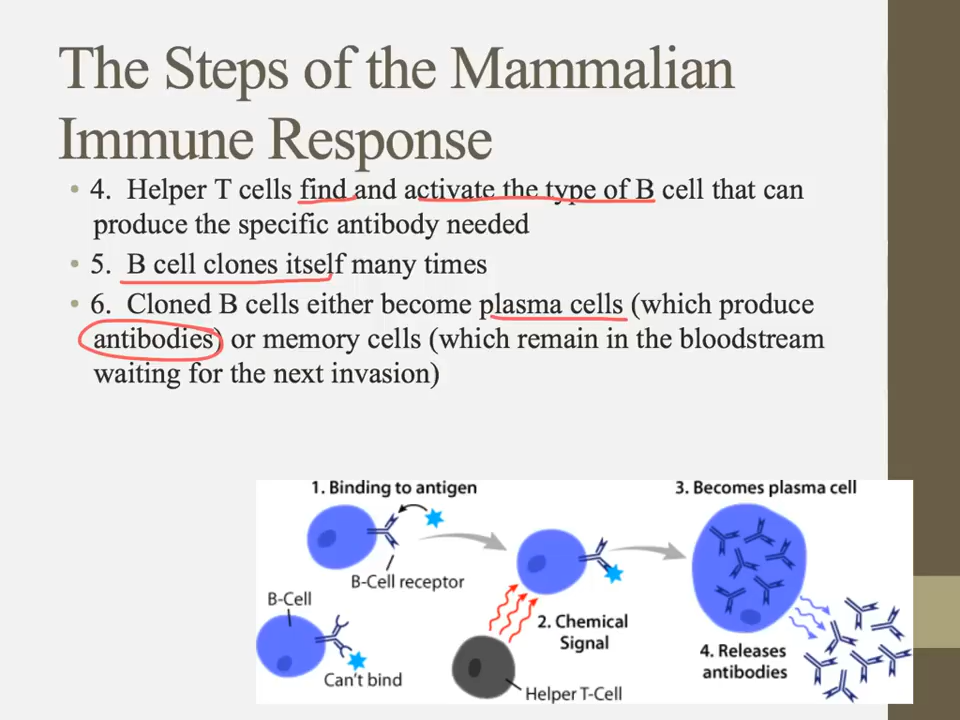 The Steps of the Mammalian
Immune Response
• 4. Helper T cells find and activate the type of B cell that can
produce the specific antibody needed
• 5. B cell clones itself many times
• 6. Cloned B cells either become plasma cells (which produce
antibodies) or memory cells (which remain in the bloodstream
waiting for the next invasion)
1. Binding to antigen
3. Becomes plasma cell
B-Cell receptor
B-Cell
2. Chemical
Signal
4. Releases
antibodies
Can't bind
Helper T-Cell